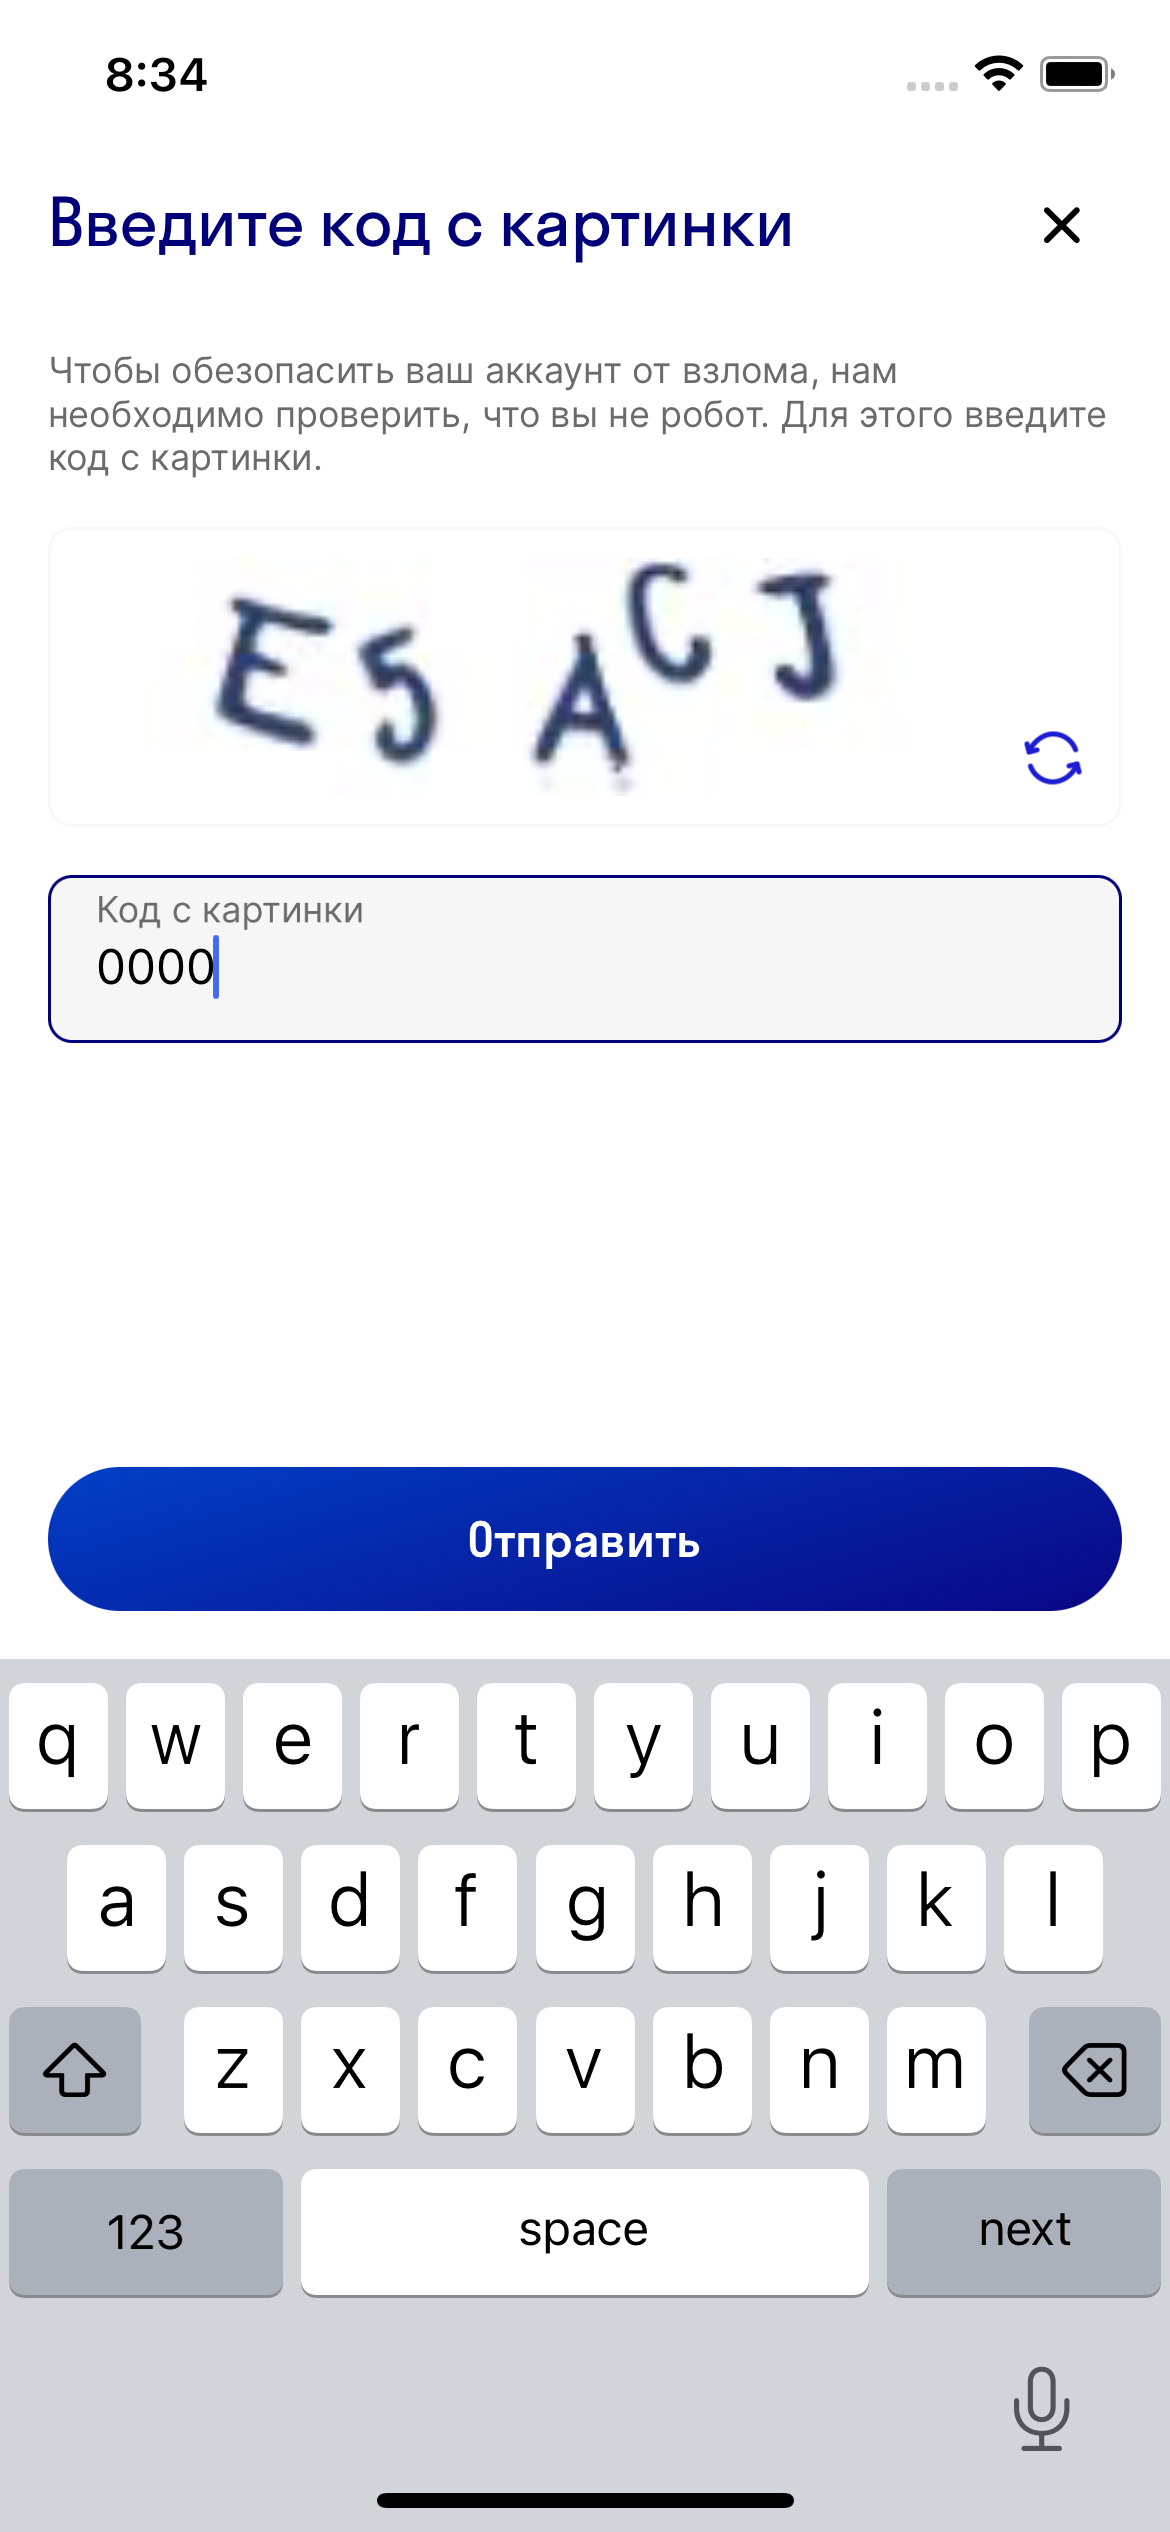 8:34
Введите код с картинки
Чтобы обезопасить ваш аккаунт от взлома, нам
необходимо проверить, что вы не робот. Для этого введите
код с картинки.
E5ACJ
Код с картинки
0000
Отправить
q w e r t y u i o p
a s d f g h j k l
z x c v b n m
123 space next